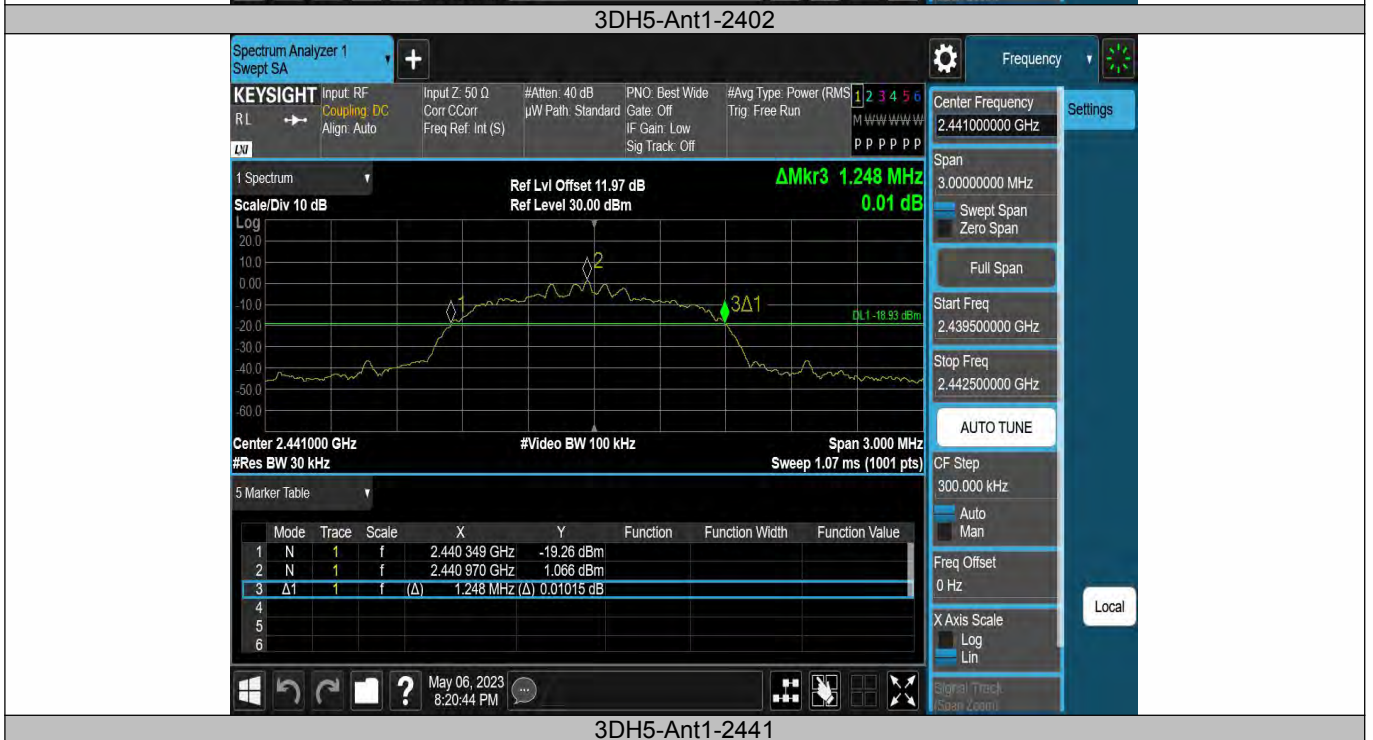 3DH5-Ant1-2402
Spectrum Analyzer 1
Swept SA
Frequency
KEYSIGHT
RL
LXI
Input: RF
Coupling: DC
Align: Auto
Input Z: 50 Ω
Corr CCorr
Freq Ref: Int (S)
#Atten: 40 dB
µW Path: Standard
PNO: Best Wide
Gate: Off
IF Gain: Low
Sig Track: Off
#Avg Type: Power (RMS
Trig: Free Run
1 2 3 4 5 6
M W W W W W
P P P P P P
1 Spectrum
Scale/Div 10 dB
Ref Lvl Offset 11.97 dB
Ref Level 30.00 dBm
ΔMkr3 1.248 MHz
0.01 dB
Log
20.0
10.0
0.00
-10.0
-20.0
-30.0
-40.0
-50.0
-60.0
1
2
3Δ1
DL1 -18.93 dBm
Center 2.441000 GHz
#Video BW 100 kHz
Span 3.000 MHz
#Res BW 30 kHz
Sweep 1.07 ms (1001 pts)
5 Marker Table
Mode Trace Scale X Y Function Function Width Function Value
1 N 1 f 2.440 349 GHz -19.26 dBm
2 N 1 f 2.440 970 GHz 1.066 dBm
3 Δ1 1 f (Δ) 1.248 MHz (Δ) 0.01015 dB
4
5
6
May 06, 2023
8:20:44 PM
Center Frequency
2.441000000 GHz
Settings
Span
3.00000000 MHz
Swept Span
Zero Span
Full Span
Start Freq
2.439500000 GHz
Stop Freq
2.442500000 GHz
AUTO TUNE
CF Step
300.000 kHz
Auto
Man
Freq Offset
0 Hz
X Axis Scale
Log
Lin
Signal Track
(Span Zoom)
Local
3DH5-Ant1-2441